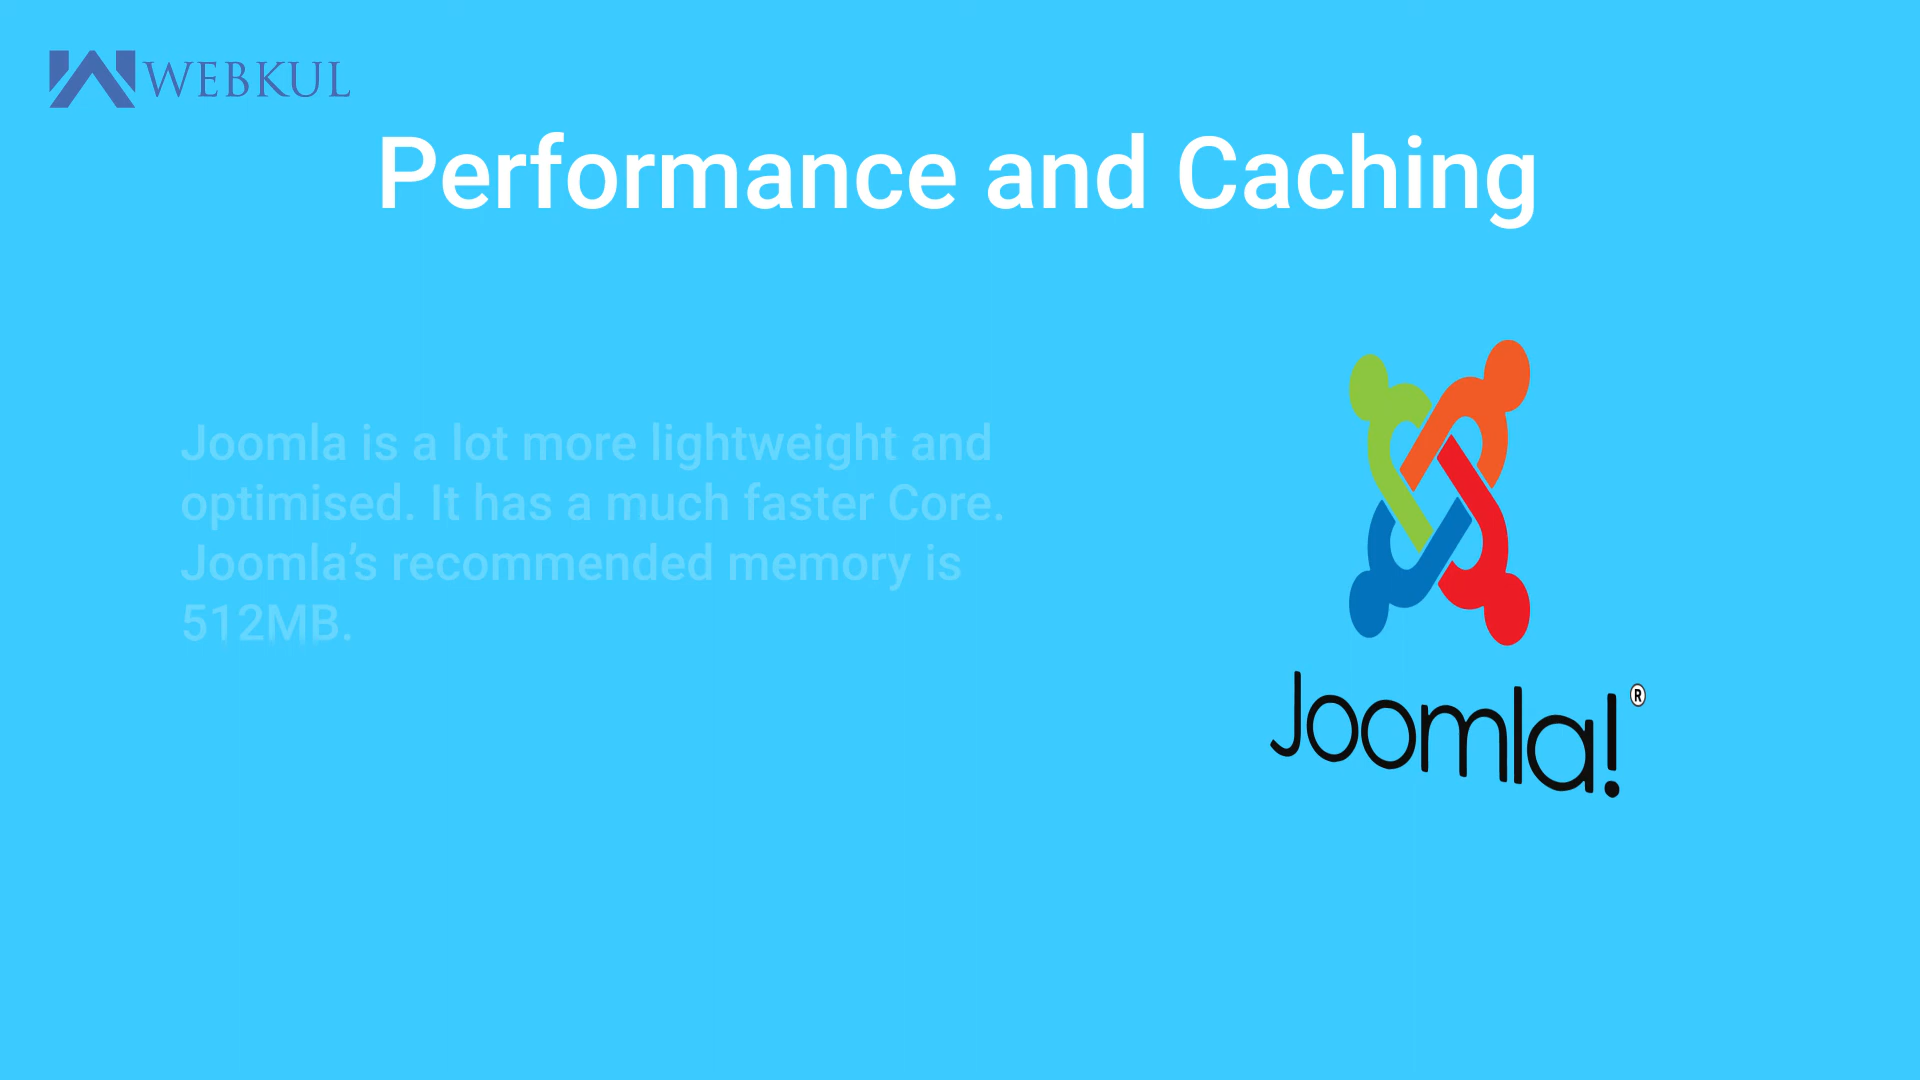 WEBKUL
Performance and Caching
Joomla is a lot more lightweight and
optimised. It has a much faster Core.
Joomla’s recommended memory is
512MB.
Joomla!®